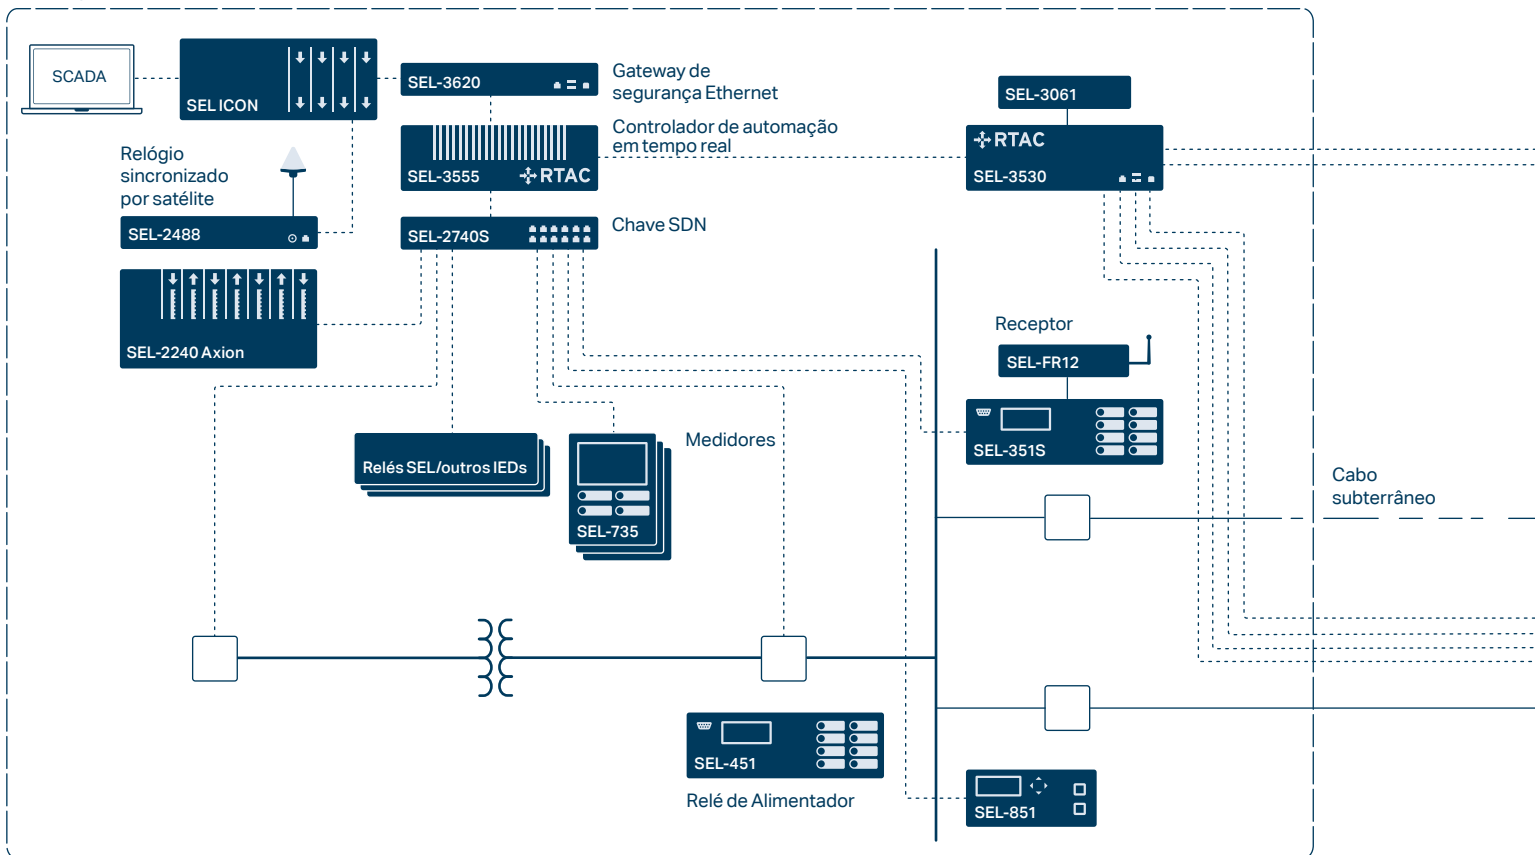 SCADA
SEL ICON
SEL-3620
Gateway de
segurança Ethernet
Controlador de automação
em tempo real
SEL-3555
RTAC
SEL-3061
RTAC
SEL-3530
Relógio
sincronizado
por satélite
SEL-2488
SEL-2740S
Chave SDN
SEL-2240 Axion
Receptor
SEL-FR12
SEL-351S
Relés SEL/outros IEDs
Medidores
SEL-735
Cabo
subterrâneo
SEL-451
Relé de Alimentador
SEL-851